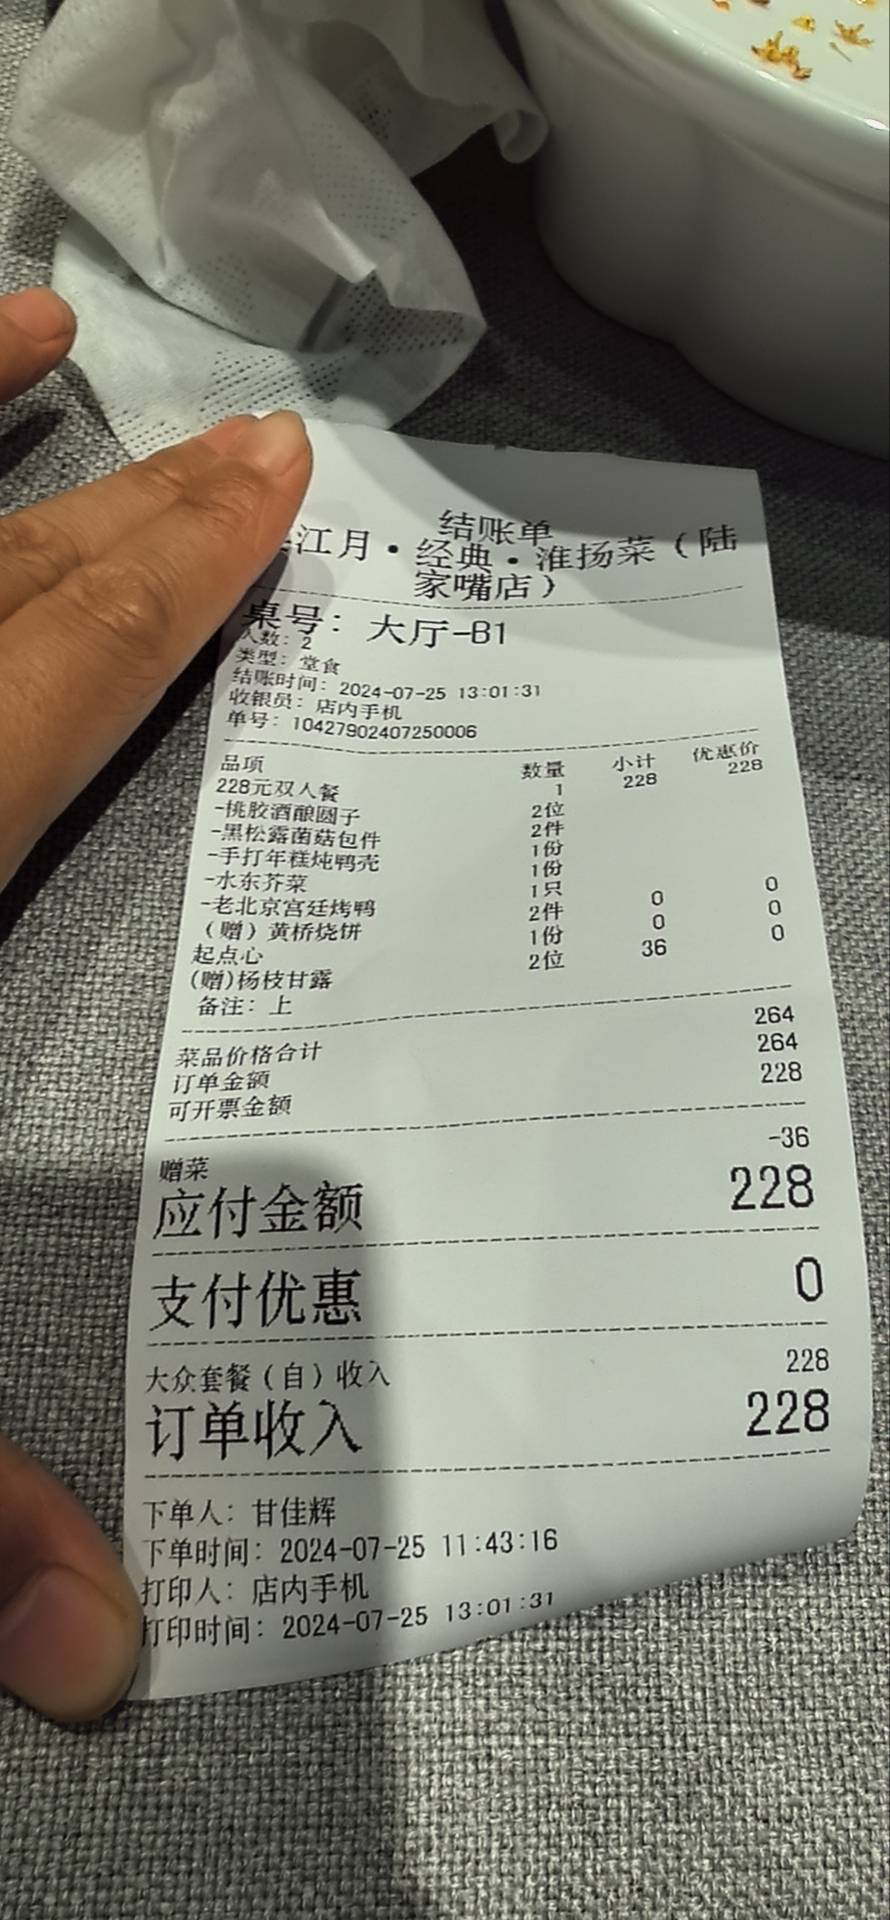 结账单
江月·经典·淮扬菜（陆
家嘴店）
桌号：大厅-B1
人数：2
类型：堂食
结账时间：2024-07-25 13:01:31
收银员：店内手机
单号：10427902407250006
品项 数量 小计 优惠价
228元双人餐 1 228 228
-桃胶酒酿圆子 2位
-黑松露菌菇包件 2件
-手打年糕炖鸭壳 1份
-水东芥菜 1份
-老北京宫廷烤鸭 1只
（赠）黄桥烧饼 2件 0 0
起点心 1份 0 0
(赠)杨枝甘露 2位 36 0
备注：上
菜品价格合计 264
订单金额 264
可开票金额 228
赠菜 -36
应付金额 228
支付优惠 0
大众套餐（自）收入 228
订单收入 228
下单人：甘佳辉
下单时间：2024-07-25 11:43:16
打印人：店内手机
打印时间：2024-07-25 13:01:31